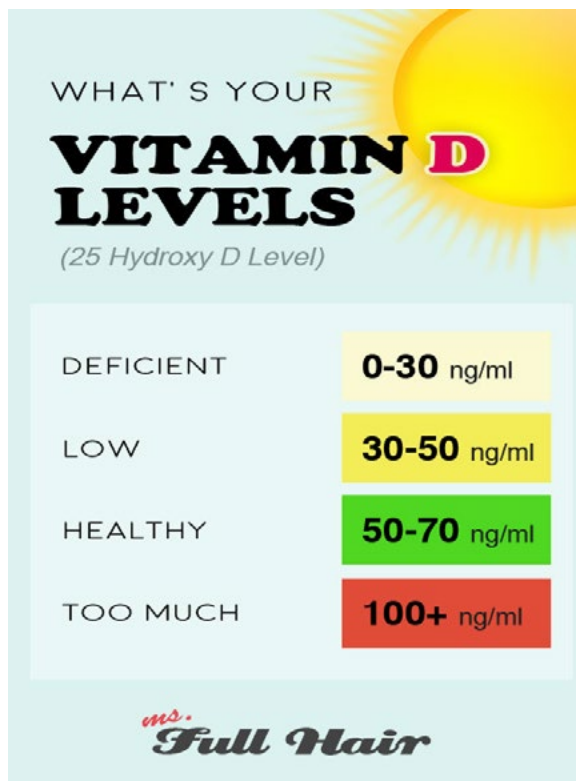 WHAT' S YOUR
VITAMIN D
LEVELS
(25 Hydroxy D Level)
DEFICIENT 0-30 ng/ml
LOW 30-50 ng/ml
HEALTHY 50-70 ng/ml
TOO MUCH 100+ ng/ml
ms.
Full Hair